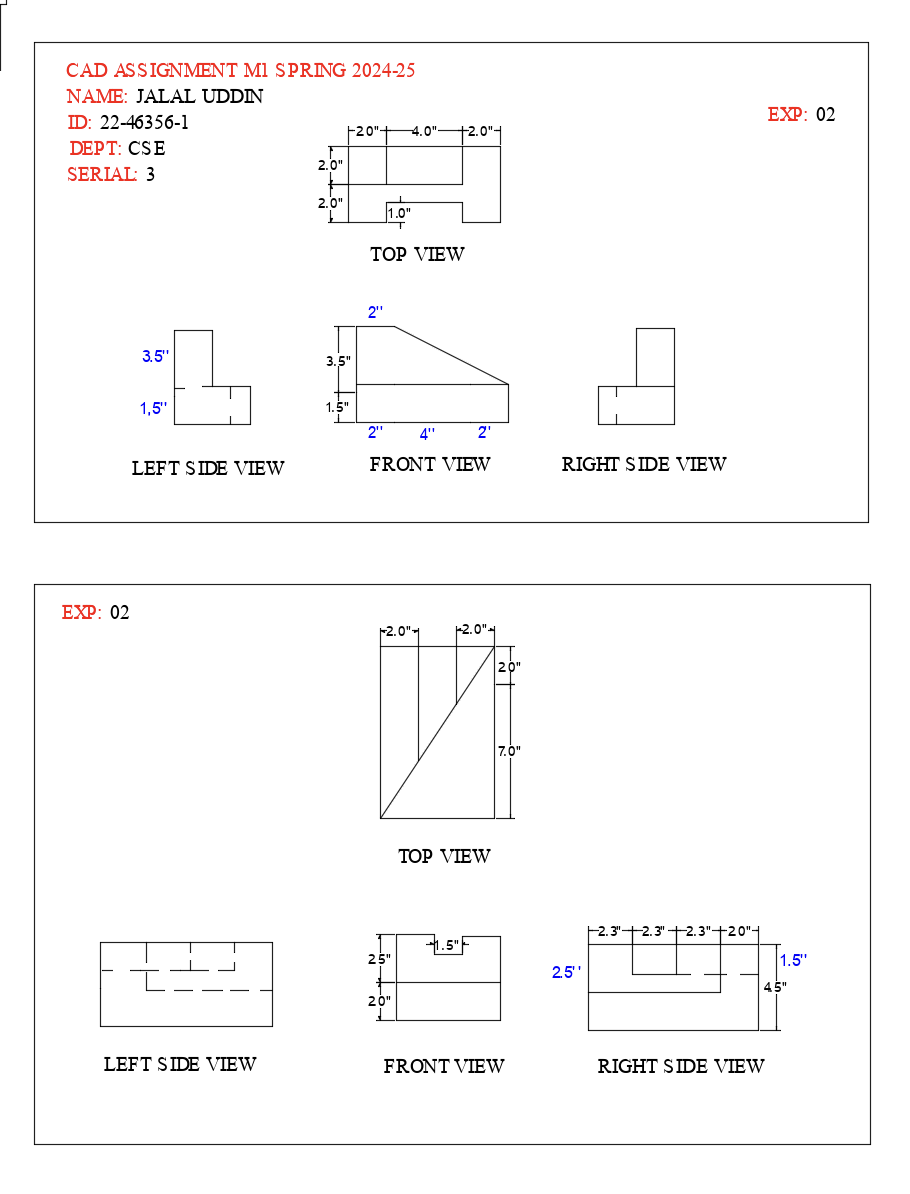 CAD ASSIGNMENT M1 SPRING 2024-25
NAME: JALAL UDDIN
EXP: 02
ID: 22-46356-1
DEPT: CSE
SERIAL: 3
2.0" 4.0" 2.0"
2.0"
2.0"
1.0"
TOP VIEW
2''
3.5''
3.5"
1,5''
1.5"
2'' 4'' 2'
LEFT SIDE VIEW
FRONT VIEW
RIGHT SIDE VIEW
EXP: 02
2.0" 2.0"
2.0"
7.0"
TOP VIEW
1.5"
2.5"
2.0"
2.3" 2.3" 2.3" 2.0"
2.5''
1.5''
4.5"
LEFT SIDE VIEW
FRONT VIEW
RIGHT SIDE VIEW